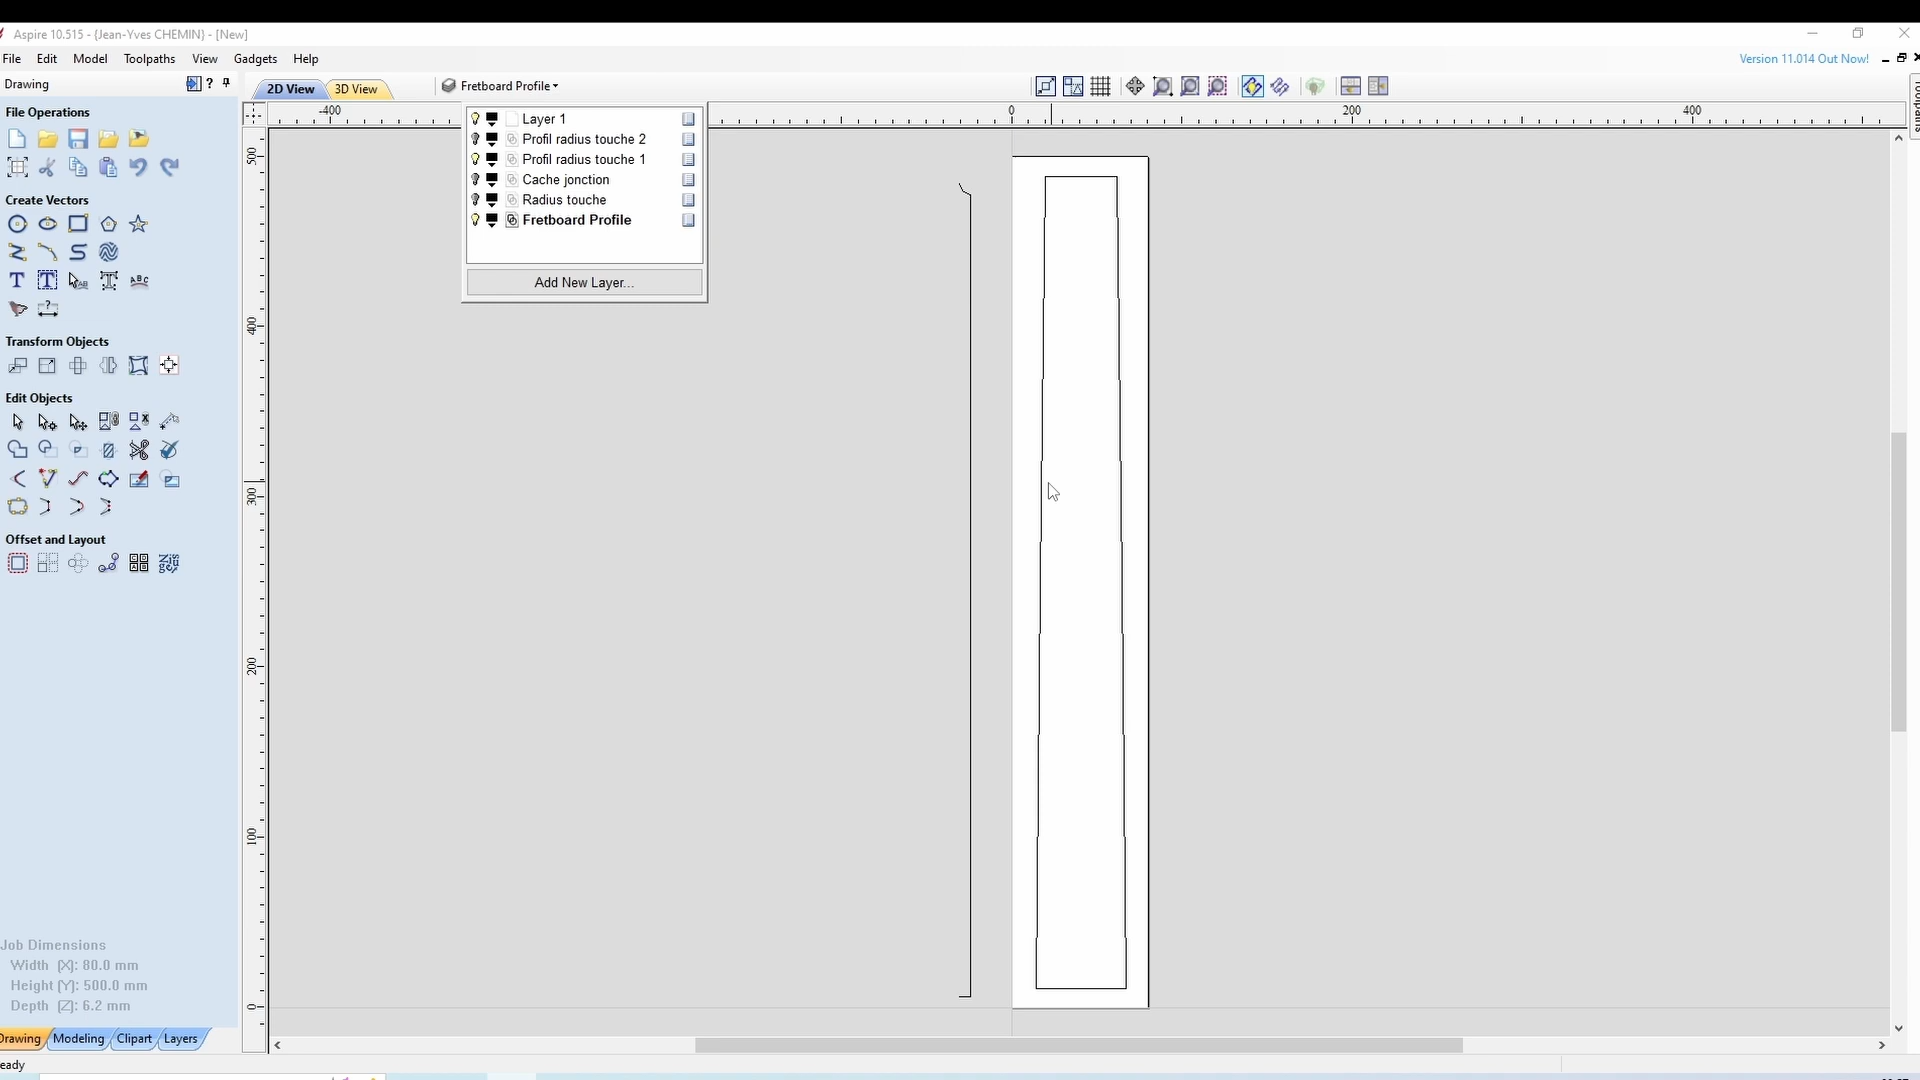 Aspire 10.515 - {Jean-Yves CHEMIN} - [New]
File Edit Model Toolpaths View Gadgets Help
Version 11.014 Out Now!
Drawing
2D View
3D View
Fretboard Profile
File Operations
-400
0
200
400
Layer 1
Profil radius touche 2
Profil radius touche 1
Cache jonction
Radius touche
Fretboard Profile
Add New Layer...
Create Vectors
Transform Objects
Edit Objects
Offset and Layout
500
400
300
200
100
0
Job Dimensions
Width (X): 80.0 mm
Height (Y): 500.0 mm
Depth (Z): 6.2 mm
Drawing Modeling Clipart Layers
eady